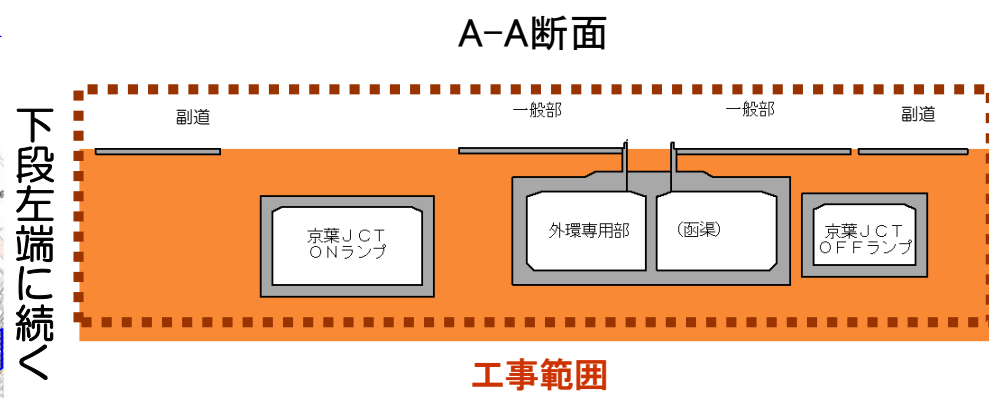 A-A断面
下段左端に続く
副道
一般部
一般部
副道
京葉JCT
ONランプ
外環専用部
(函渠)
京葉JCT
OFFランプ
工事範囲